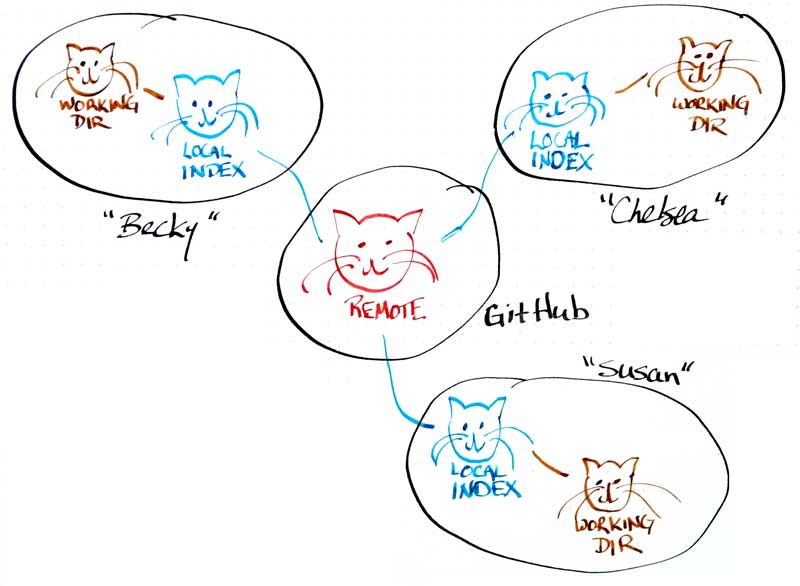 WORKING
DIR
LOCAL
INDEX
"Becky"
LOCAL
INDEX
WORKING
DIR
"Chelsea"
REMOTE
GitHub
"Susan"
LOCAL
INDEX
WORKING
DIR